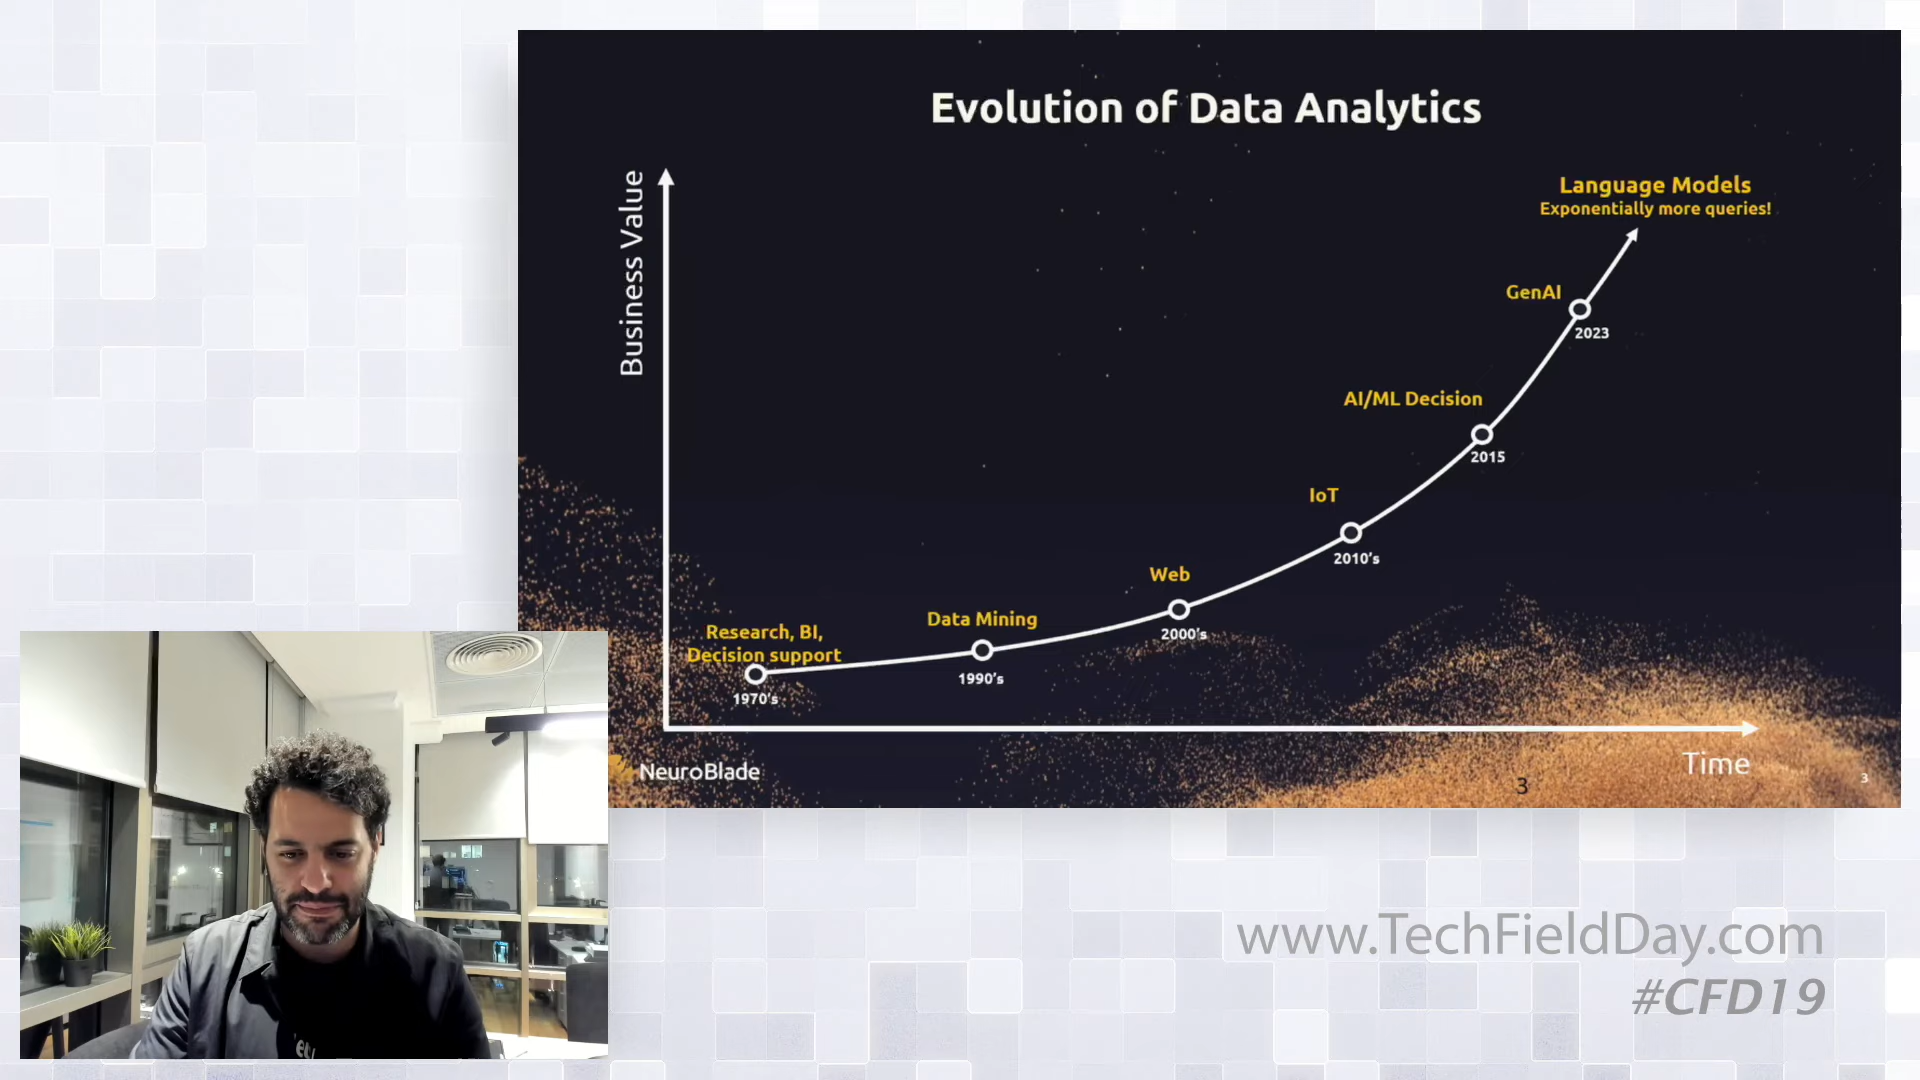 Evolution of Data Analytics
Business Value
Language Models
Exponentially more queries!
GenAI
2023
AI/ML Decision
2015
IoT
2010's
Web
2000's
Data Mining
1990's
Research, BI,
Decision support
1970's
Time
NeuroBlade
3
3
www.TechFieldDay.com
#CFD19